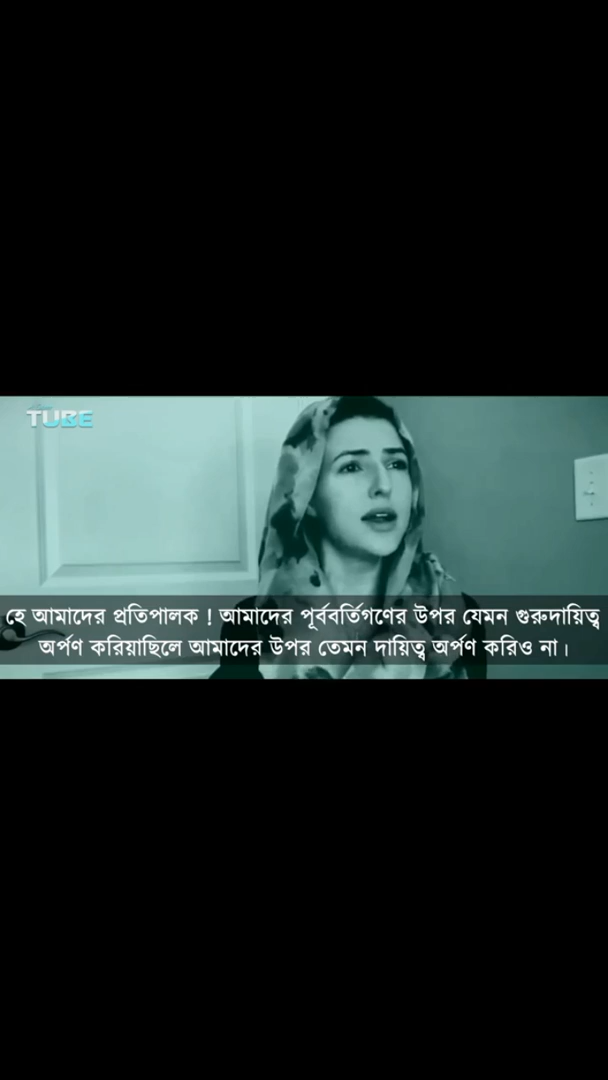 TUBE
হে আমাদের প্রতিপালক ! আমাদের পূর্ববর্তিগণের উপর যেমন গুরুদায়িত্ব
অর্পণ করিয়াছিলে আমাদের উপর তেমন দায়িত্ব অর্পণ করিও না।